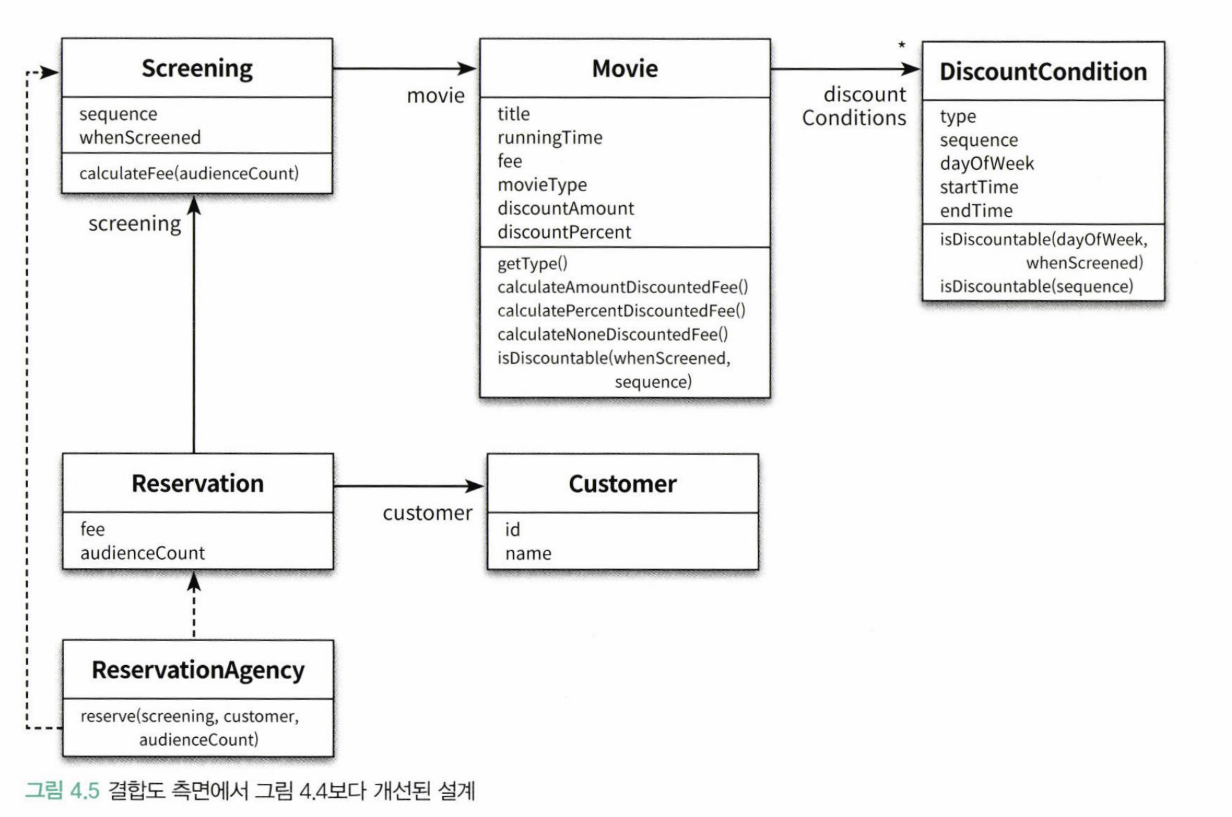 Screening
sequence
whenScreened
calculateFee(audienceCount)
movie
Movie
title
runningTime
fee
movieType
discountAmount
discountPercent
getType()
calculateAmountDiscountedFee()
calculatePercentDiscountedFee()
calculateNoneDiscountedFee()
isDiscountable(whenScreened,
sequence)
*
discount
Conditions
DiscountCondition
type
sequence
dayOfWeek
startTime
endTime
isDiscountable(dayOfWeek,
whenScreened)
isDiscountable(sequence)
screening
Reservation
fee
audienceCount
customer
Customer
id
name
ReservationAgency
reserve(screening, customer,
audienceCount)
그림 4.5 결합도 측면에서 그림 4.4보다 개선된 설계